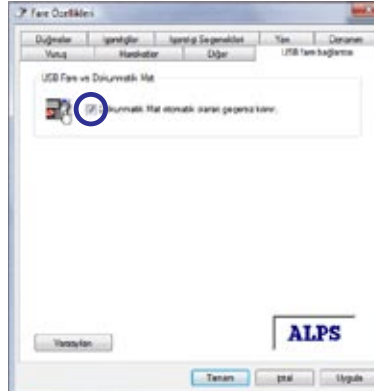 Fare Özellikleri
Düğmeler İşaretçiler İşaretçi Seçenekleri Donanım
Vuruş Hareketler Diğer USB fare bağlantısı
USB Fare ve Dokunmatik Mat
Dokunmatik Mat otomatik olarak geçersiz kılınır.
Varsayılan
ALPS
Tamam İptal Uygula